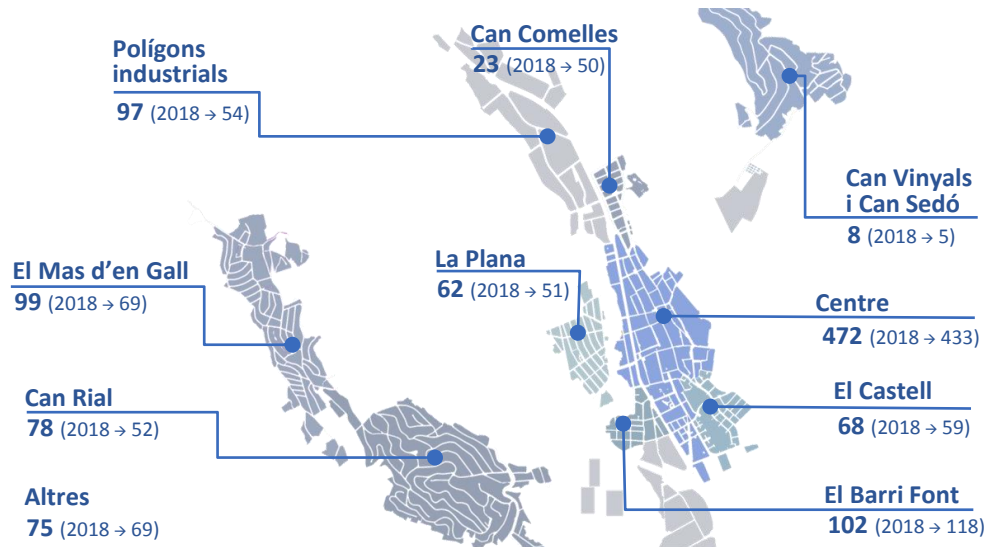 Polígons
industrials
97 (2018 → 54)
Can Comelles
23 (2018 → 50)
Can Vinyals
i Can Sedó
8 (2018 → 5)
El Mas d'en Gall
99 (2018 → 69)
La Plana
62 (2018 → 51)
Centre
472 (2018 → 433)
Can Rial
78 (2018 → 52)
El Castell
68 (2018 → 59)
Altres
75 (2018 → 69)
El Barri Font
102 (2018 → 118)